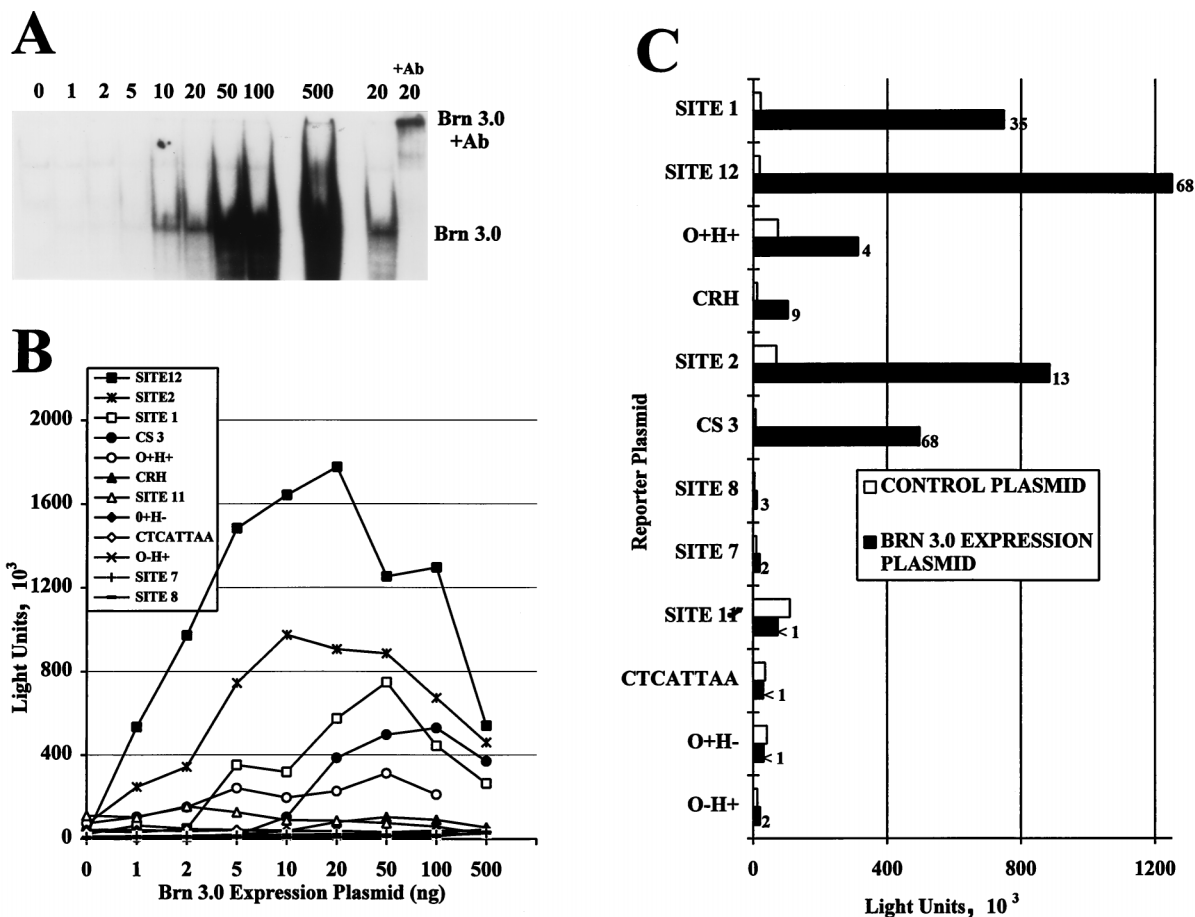 A
+Ab
0 1 2 5 10 20 50 100 500 20 20
Brn 3.0
+Ab
Brn 3.0
B
SITE12
SITE2
SITE 1
CS 3
O+H+
CRH
SITE 11
0+H-
CTCATTAA
O-H+
SITE 7
SITE 8
2000
1600
1200
800
400
0
Light Units, 10³
0 1 2 5 10 20 50 100 500
Brn 3.0 Expression Plasmid (ng)
C
SITE 1
35
SITE 12
68
O+H+
4
CRH
9
SITE 2
13
CS 3
68
SITE 8
3
SITE 7
2
SITE 11
< 1
CTCATTAA
< 1
O+H-
< 1
O-H+
2
Reporter Plasmid
CONTROL PLASMID
BRN 3.0 EXPRESSION
PLASMID
0 400 800 1200
Light Units, 10³